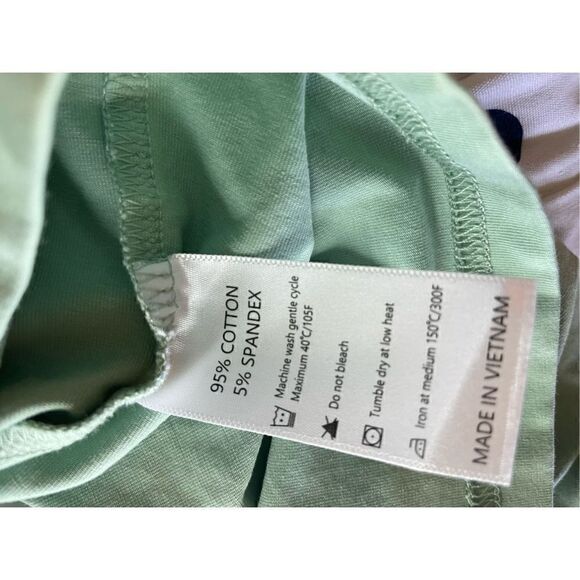 95% COTTON
5% SPANDEX
Machine wash gentle cycle
Maximum 40°C/105F
Do not bleach
Tumble dry at low heat
Iron at medium 150°C/300F
MADE IN VIETNAM